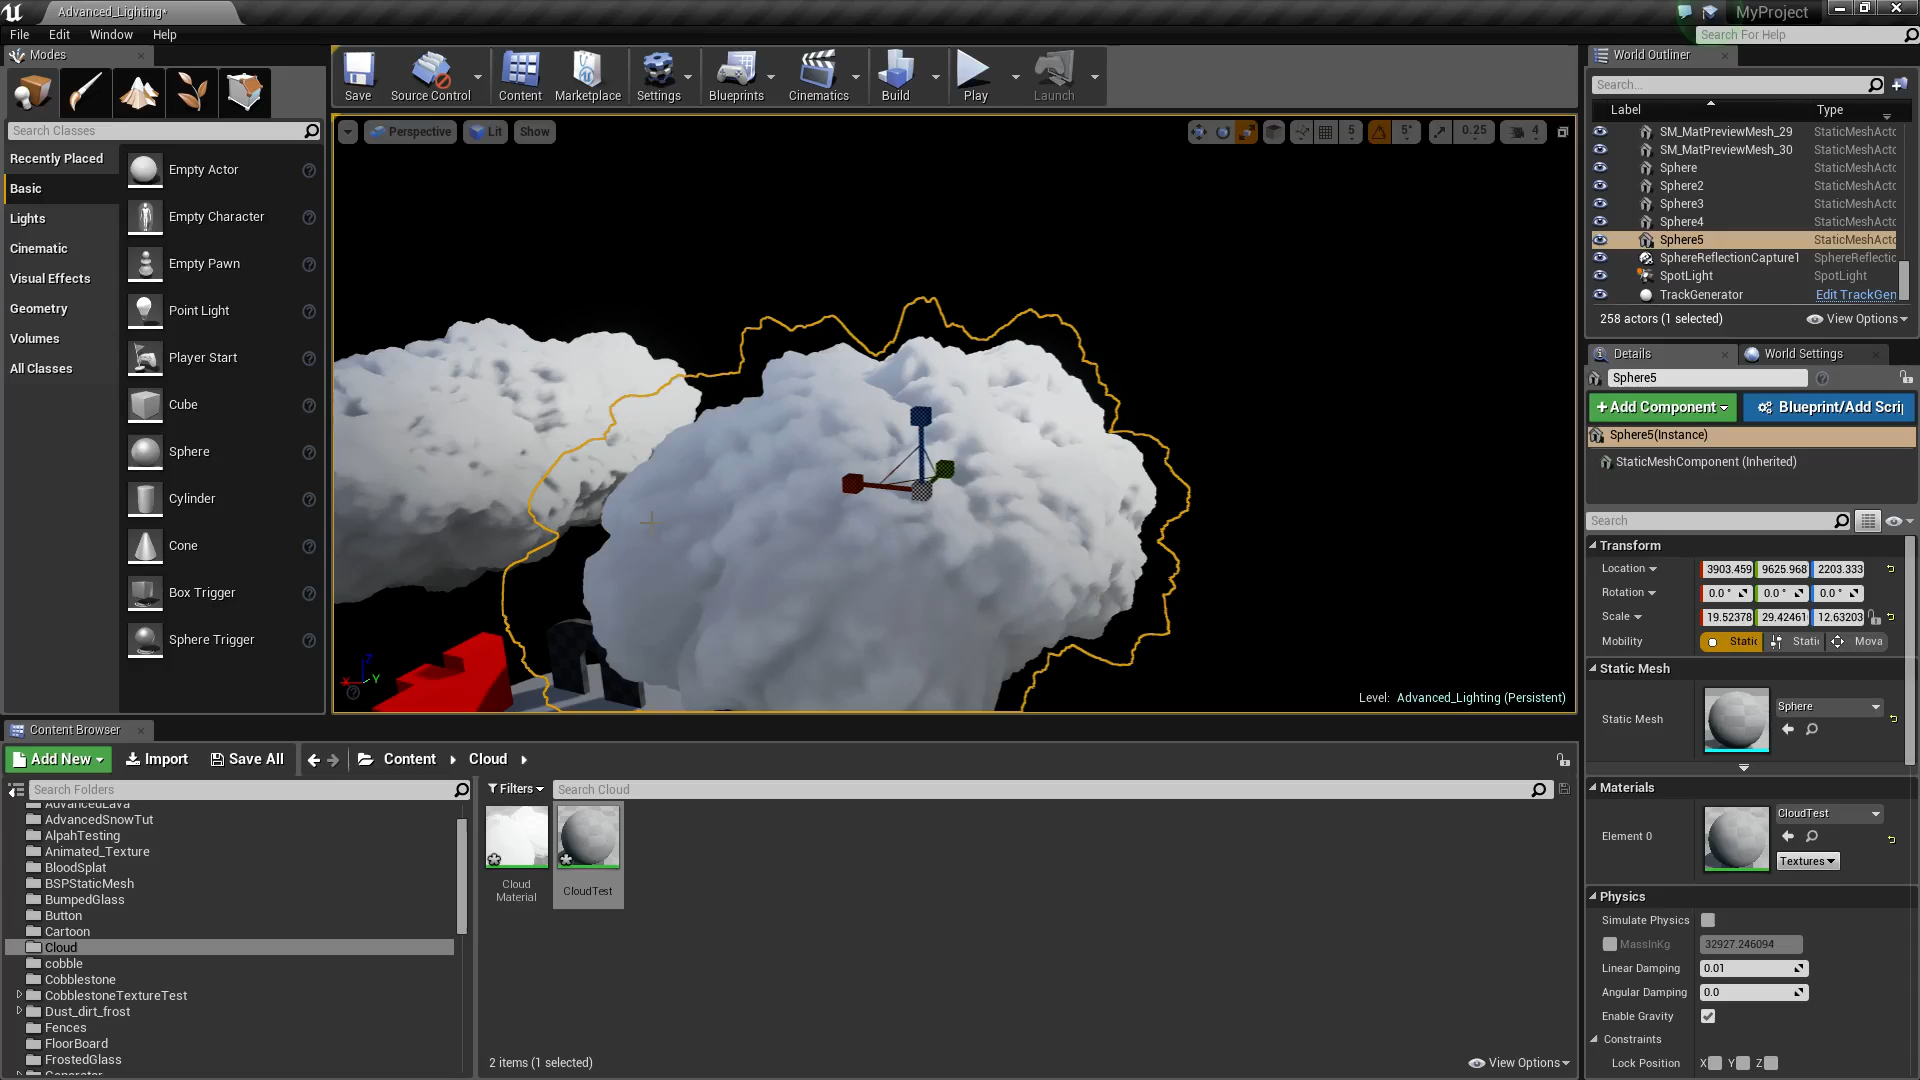 Advanced_Lighting*
MyProject
File Edit Window Help
Search For Help
Modes
Search Classes
Recently Placed
Basic
Lights
Cinematic
Visual Effects
Geometry
Volumes
All Classes
Empty Actor
Empty Character
Empty Pawn
Point Light
Player Start
Cube
Sphere
Cylinder
Cone
Box Trigger
Sphere Trigger
Save Source Control Content Marketplace Settings Blueprints Cinematics Build Play Launch
Perspective Lit Show
5 5° 0.25 4
Z
X Y
Level: Advanced_Lighting (Persistent)
World Outliner
Search...
Label Type
SM_MatPreviewMesh_29 StaticMeshActo
SM_MatPreviewMesh_30 StaticMeshActo
Sphere StaticMeshActo
Sphere2 StaticMeshActo
Sphere3 StaticMeshActo
Sphere4 StaticMeshActo
Sphere5 StaticMeshActo
SphereReflectionCapture1 SphereReflectic
SpotLight SpotLight
TrackGenerator Edit TrackGen
258 actors (1 selected) View Options
Details World Settings
Sphere5
+Add Component Blueprint/Add Scri
Sphere5(Instance)
StaticMeshComponent (Inherited)
Search
Transform
Location 3903.459 9625.968 2203.333
Rotation 0.0 ° 0.0 ° 0.0 °
Scale 19.52378 29.42461 12.63203
Mobility Static Stati Mova
Static Mesh
Static Mesh Sphere
Materials
Element 0 CloudTest
Textures
Physics
Simulate Physics
MassInKg 32927.246094
Linear Damping 0.01
Angular Damping 0.0
Enable Gravity
Constraints
Lock Position X Y Z
Content Browser
Add New Import Save All Content Cloud
Search Folders
AdvancedLava
AdvancedSnowTut
AlpahTesting
Animated_Texture
BloodSplat
BSPStaticMesh
BumpedGlass
Button
Cartoon
Cloud
cobble
Cobblestone
CobblestoneTextureTest
Dust_dirt_frost
Fences
FloorBoard
FrostedGlass
Generator
Filters Search Cloud
Cloud
Material
CloudTest
2 items (1 selected) View Options